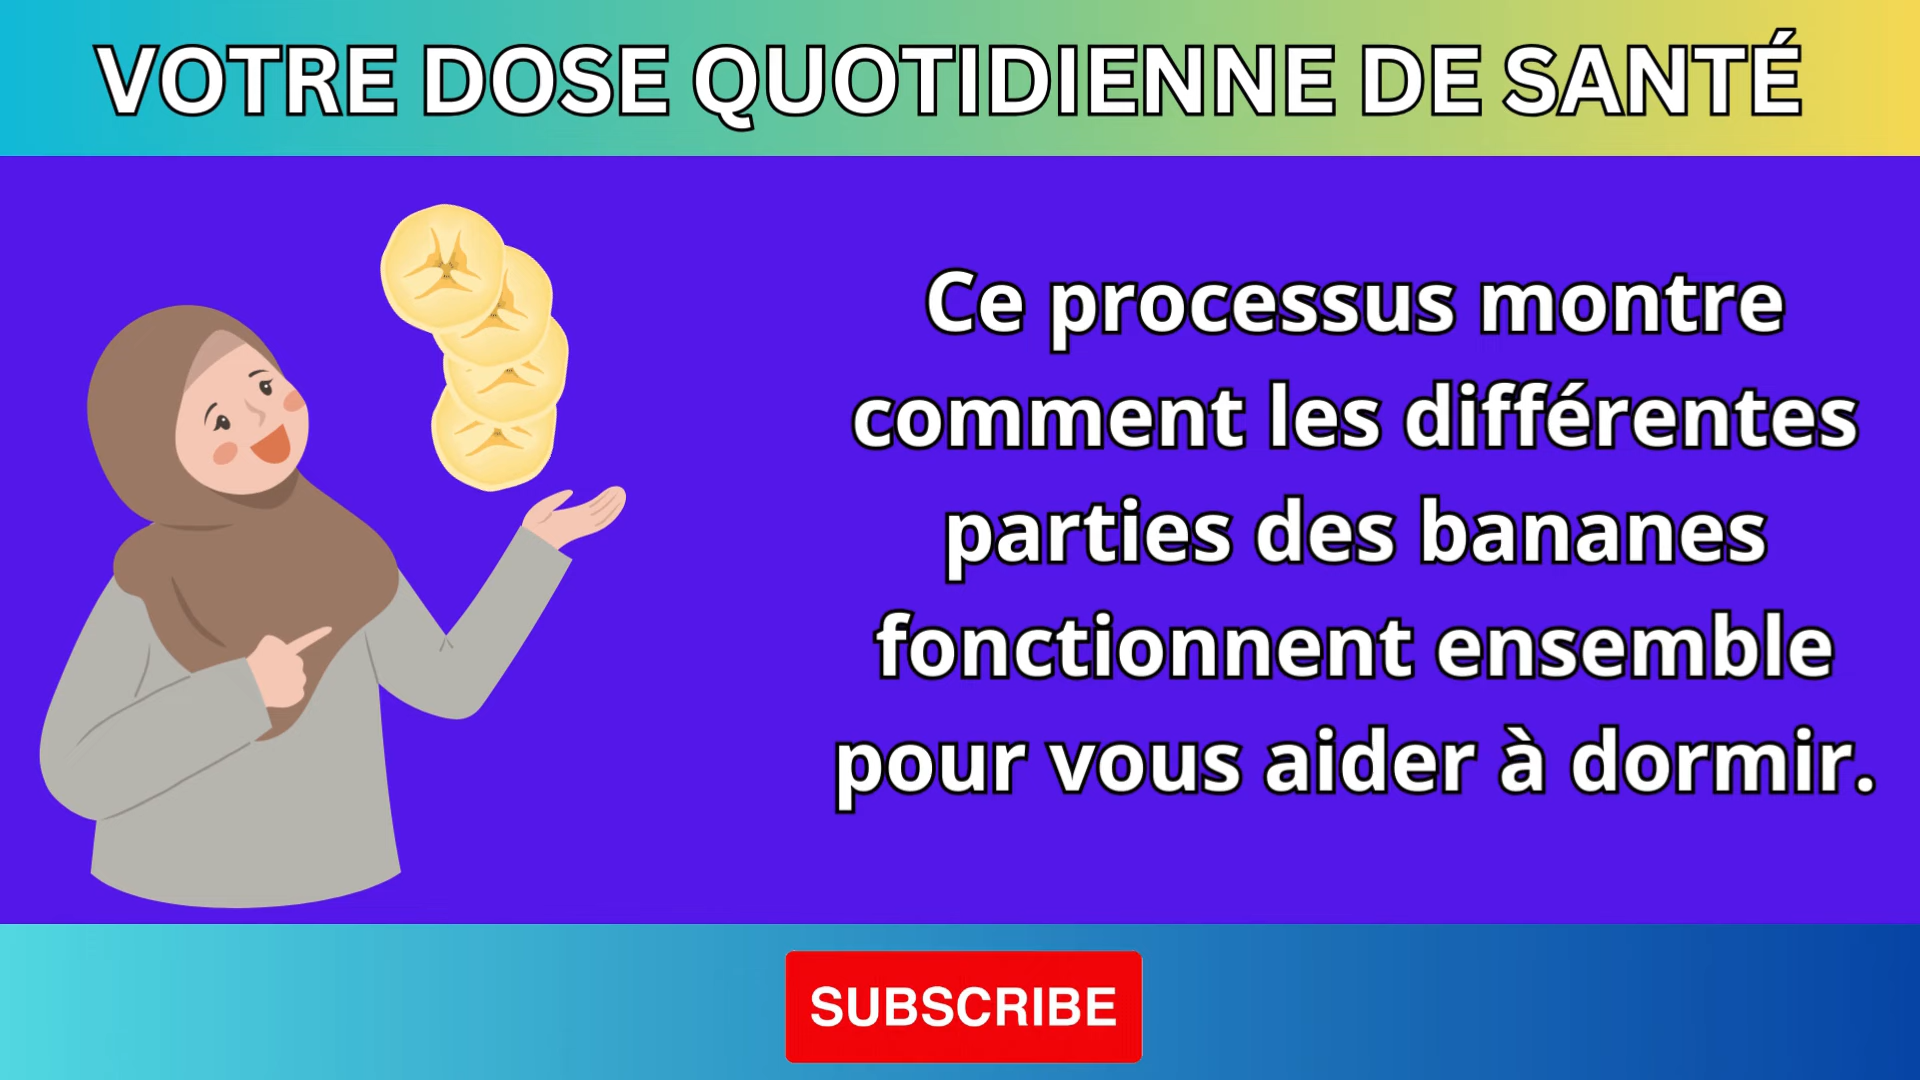 VOTRE DOSE QUOTIDIENNE DE SANTÉ
Ce processus montre
comment les différentes
parties des bananes
fonctionnent ensemble
pour vous aider à dormir.
SUBSCRIBE